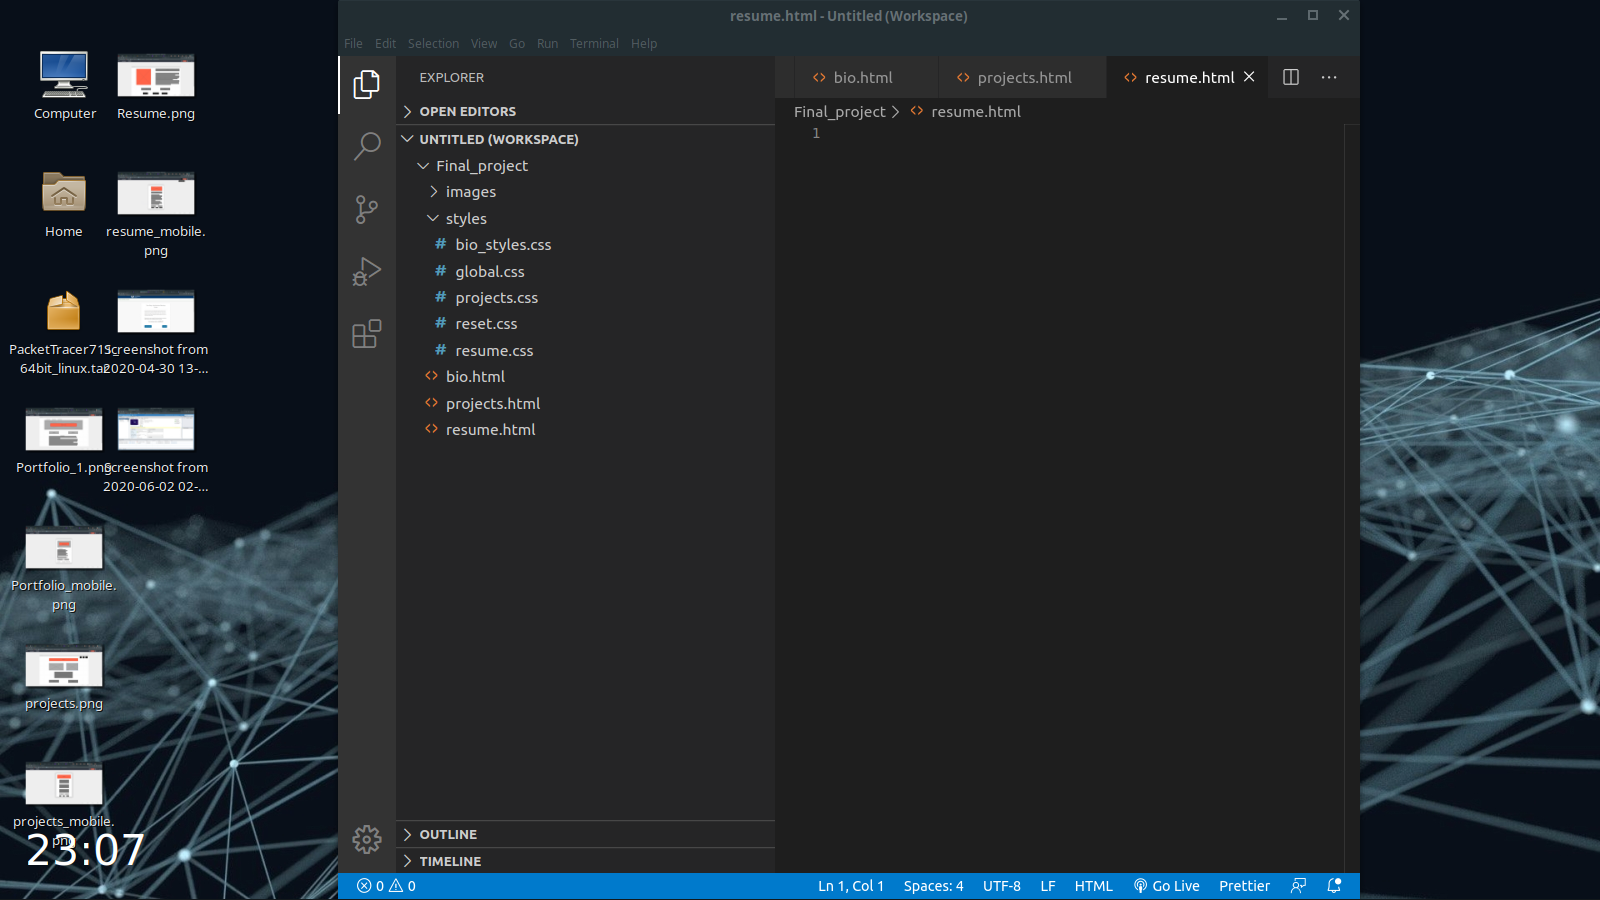 resume.html - Untitled (Workspace)
File Edit Selection View Go Run Terminal Help
EXPLORER
OPEN EDITORS
UNTITLED (WORKSPACE)
Final_project
images
styles
bio_styles.css
global.css
projects.css
reset.css
resume.css
bio.html
projects.html
resume.html
OUTLINE
TIMELINE
bio.html projects.html resume.html
Final_project resume.html
1
0 0 Ln 1, Col 1 Spaces: 4 UTF-8 LF HTML Go Live Prettier
Computer
Resume.png
Home
resume_mobile.
png
64bit_linux.tar
Screenshot from
2020-04-30 13-...
Portfolio_1.png
Screenshot from
2020-06-02 02-...
Portfolio_mobile.
png
projects.png
projects_mobile.
png
23:07